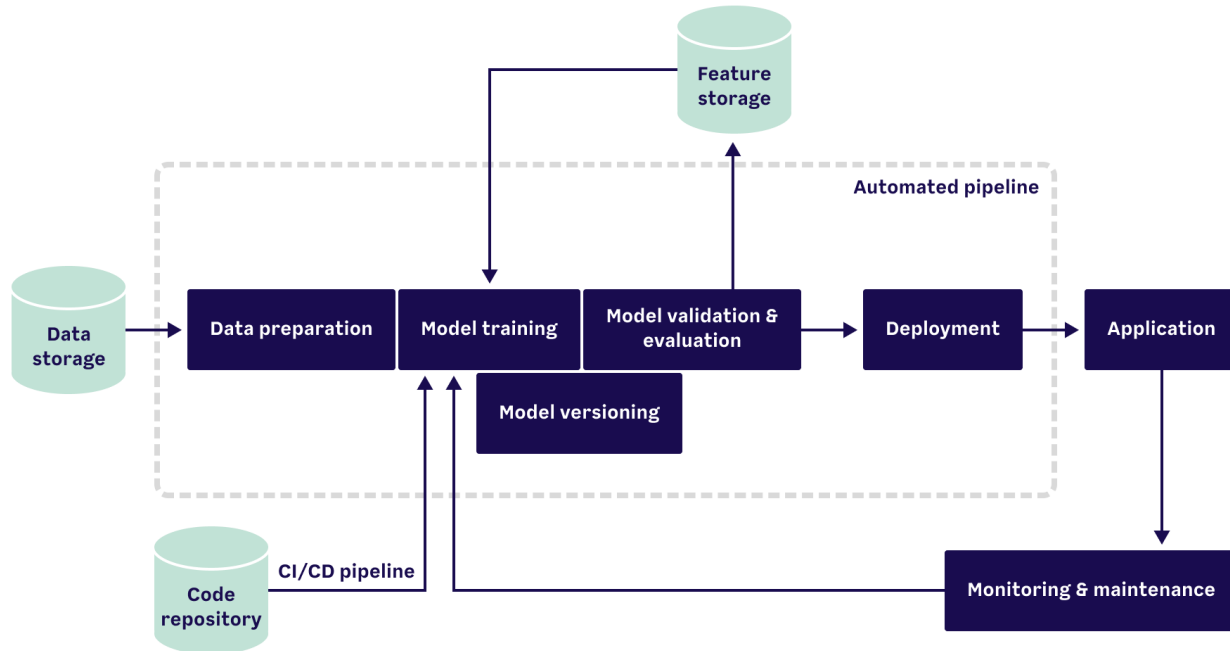 Feature
storage
Automated pipeline
Data
storage
Data preparation
Model training
Model validation &
evaluation
Deployment
Application
Model versioning
Code
repository
CI/CD pipeline
Monitoring & maintenance